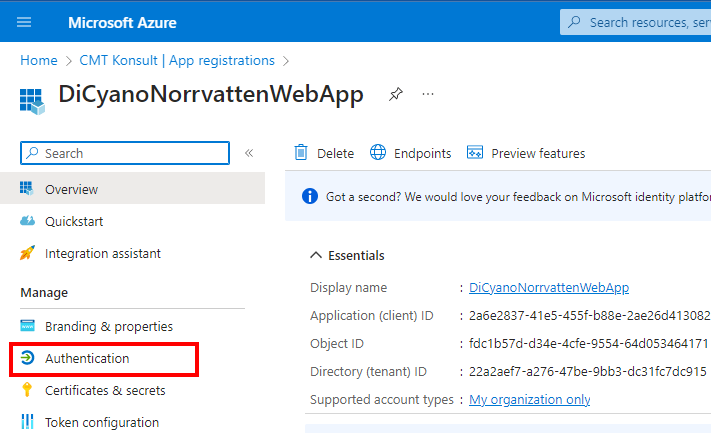 Microsoft Azure
Search resources, ser
Home > CMT Konsult | App registrations >
DiCyanoNorrvattenWebApp
Search
Delete
Endpoints
Preview features
Overview
Got a second? We would love your feedback on Microsoft identity platfor
Quickstart
Integration assistant
Essentials
Manage
Display name : DiCyanoNorrvattenWebApp
Application (client) ID : 2a6e2837-41e5-455f-b88e-2ae26d413082
Branding & properties
Object ID : fdc1b57d-d34e-4cfe-9554-64d053464171
Authentication
Directory (tenant) ID : 22a2aef7-a276-47be-9bb3-dc31fc7dc915
Certificates & secrets
Supported account types : My organization only
Token configuration